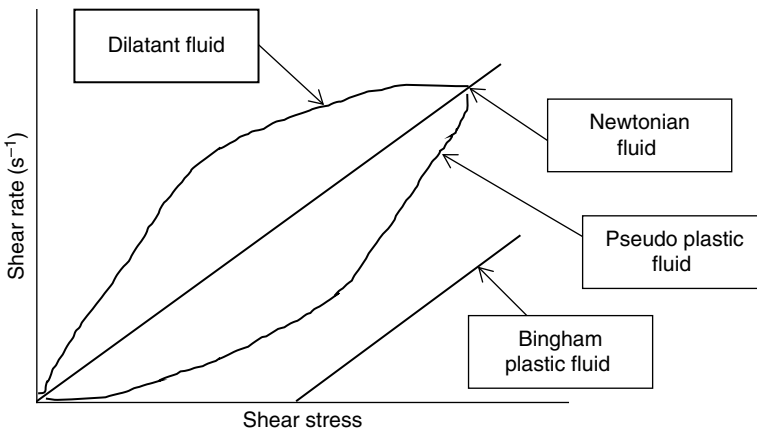 Dilatant fluid
Newtonian
fluid
Pseudo plastic
fluid
Bingham
plastic fluid
Shear rate (s⁻¹)
Shear stress